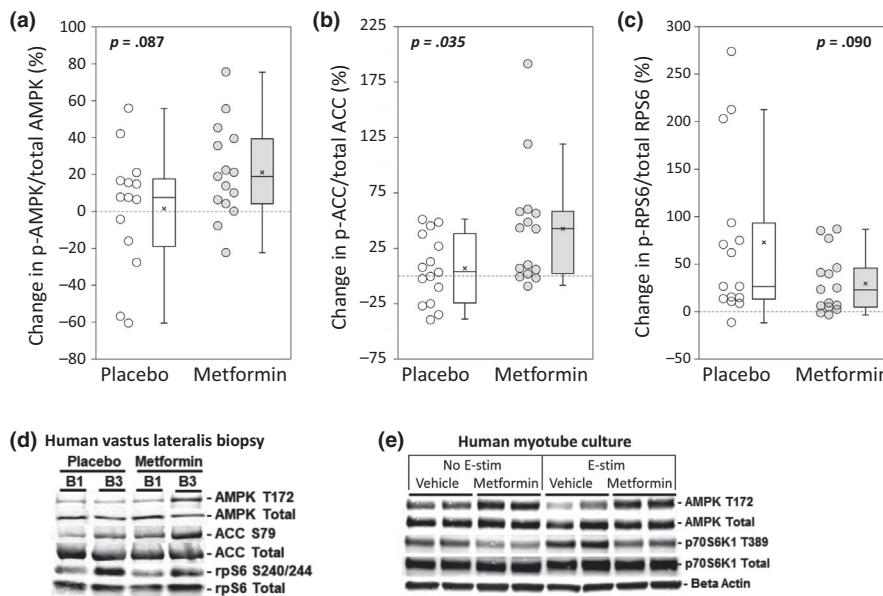 (a)
p = .087
Change in p-AMPK/total AMPK (%)
100
80
60
40
20
0
–20
–40
–60
–80
Placebo
Metformin
(b)
p = .035
Change in p-ACC/total ACC (%)
225
175
125
75
25
–25
–75
Placebo
Metformin
(c)
p = .090
Change in p-RPS6/total RPS6 (%)
300
250
200
150
100
50
0
–50
Placebo
Metformin
(d) Human vastus lateralis biopsy
Placebo Metformin
B1 B3 B1 B3
- AMPK T172
- AMPK Total
- ACC S79
- ACC Total
- rpS6 S240/244
- rpS6 Total
(e) Human myotube culture
No E-stim E-stim
Vehicle Metformin Vehicle Metformin
- AMPK T172
- AMPK Total
- p70S6K1 T389
- p70S6K1 Total
- Beta Actin